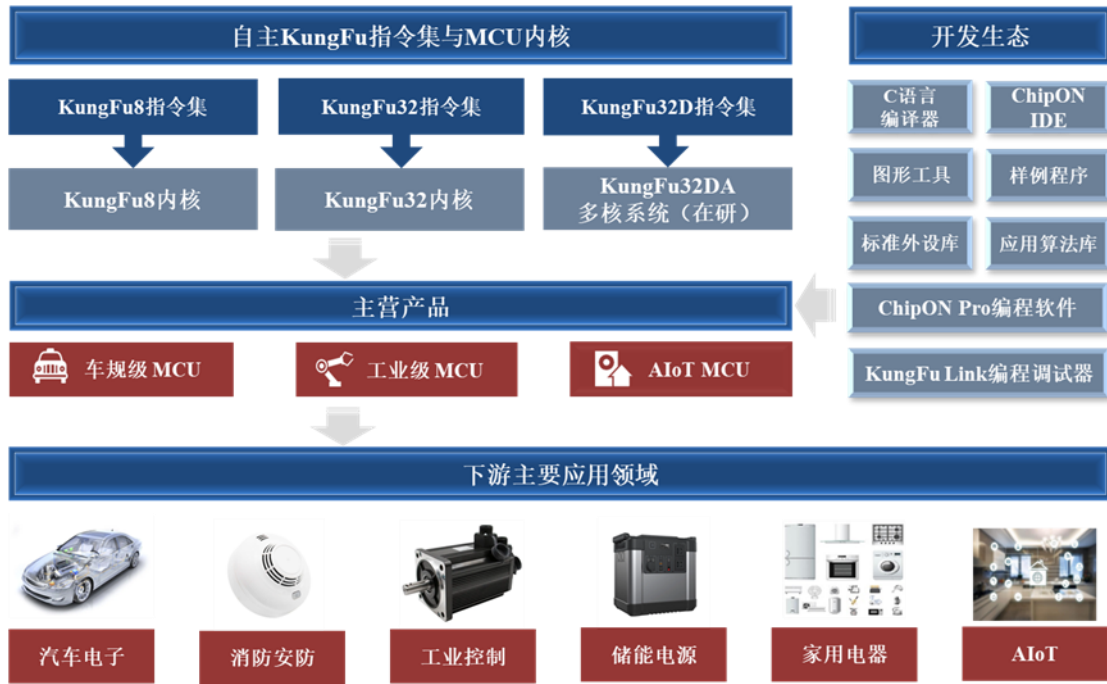 自主KungFu指令集与MCU内核
KungFu8指令集
KungFu32指令集
KungFu32D指令集
KungFu8内核
KungFu32内核
KungFu32DA
多核系统（在研）
开发生态
C语言
编译器
ChipON
IDE
图形工具
样例程序
标准外设库
应用算法库
ChipON Pro编程软件
KungFu Link编程调试器
主营产品
车规级 MCU
工业级 MCU
AIoT MCU
下游主要应用领域
汽车电子
消防安防
工业控制
储能电源
家用电器
AIoT